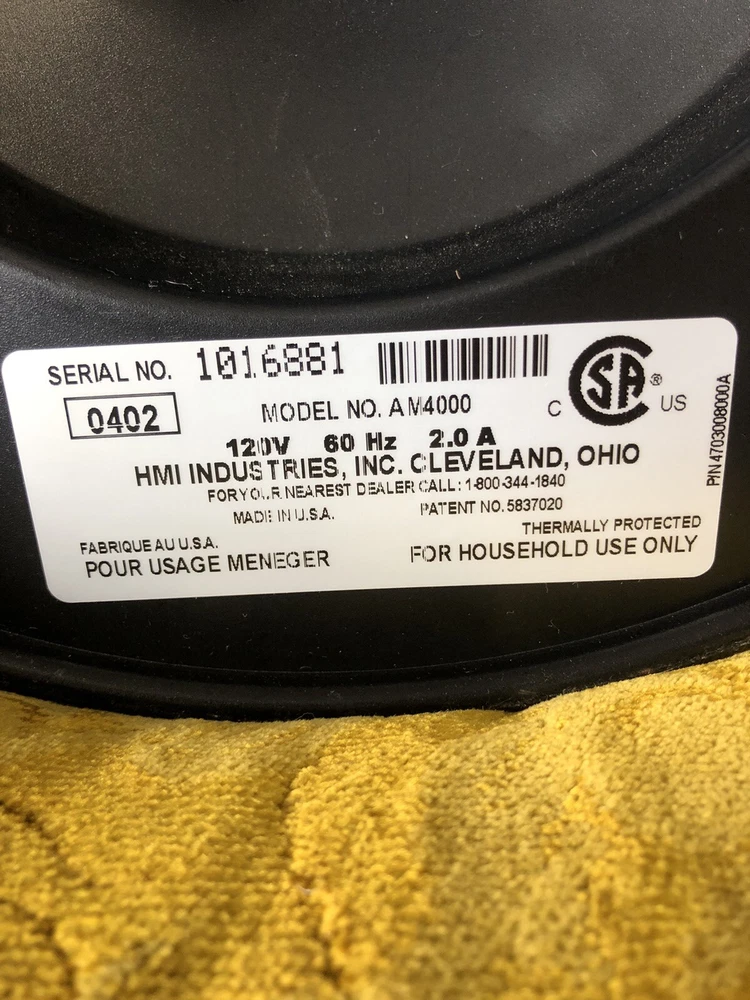 SERIAL NO. 1016881
0402
MODEL NO. AM4000
C SA ® US
120V 60 Hz 2.0 A
HMI INDUSTRIES, INC. CLEVELAND, OHIO
FOR YOUR NEAREST DEALER CALL: 1-800-344-1840
MADE IN U.S.A. PATENT NO. 5837020
THERMALLY PROTECTED
FABRIQUE AU U.S.A.
POUR USAGE MENEGER FOR HOUSEHOLD USE ONLY
P/N 4703008000A